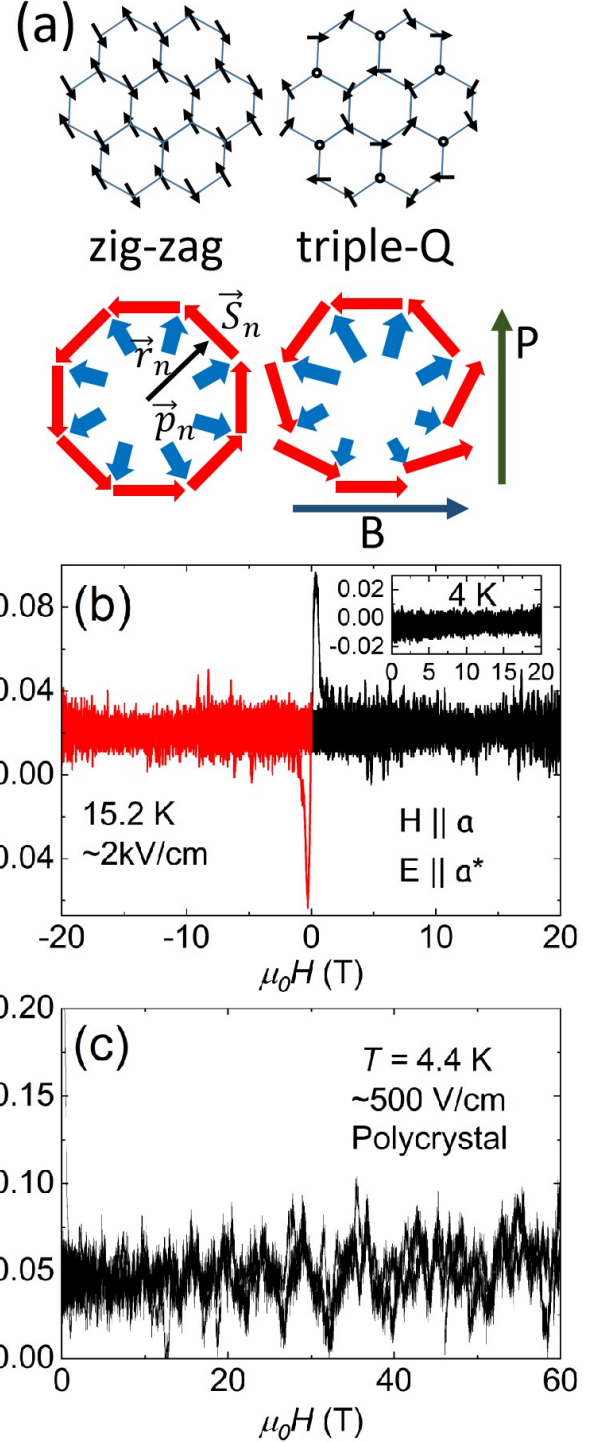 (a)
zig-zag triple-Q
S⃗n
r⃗n
p⃗n
P
B
0.08
0.04
0.00
0.04
(b)
0.02
0.00
-0.02
4 K
0 5 10 15 20
15.2 K
~2kV/cm
H || a
E || a*
-20 -10 0 10 20
μ0H (T)
0.20
0.15
0.10
0.05
0.00
(c)
T = 4.4 K
~500 V/cm
Polycrystal
0 20 40 60
μ0H (T)